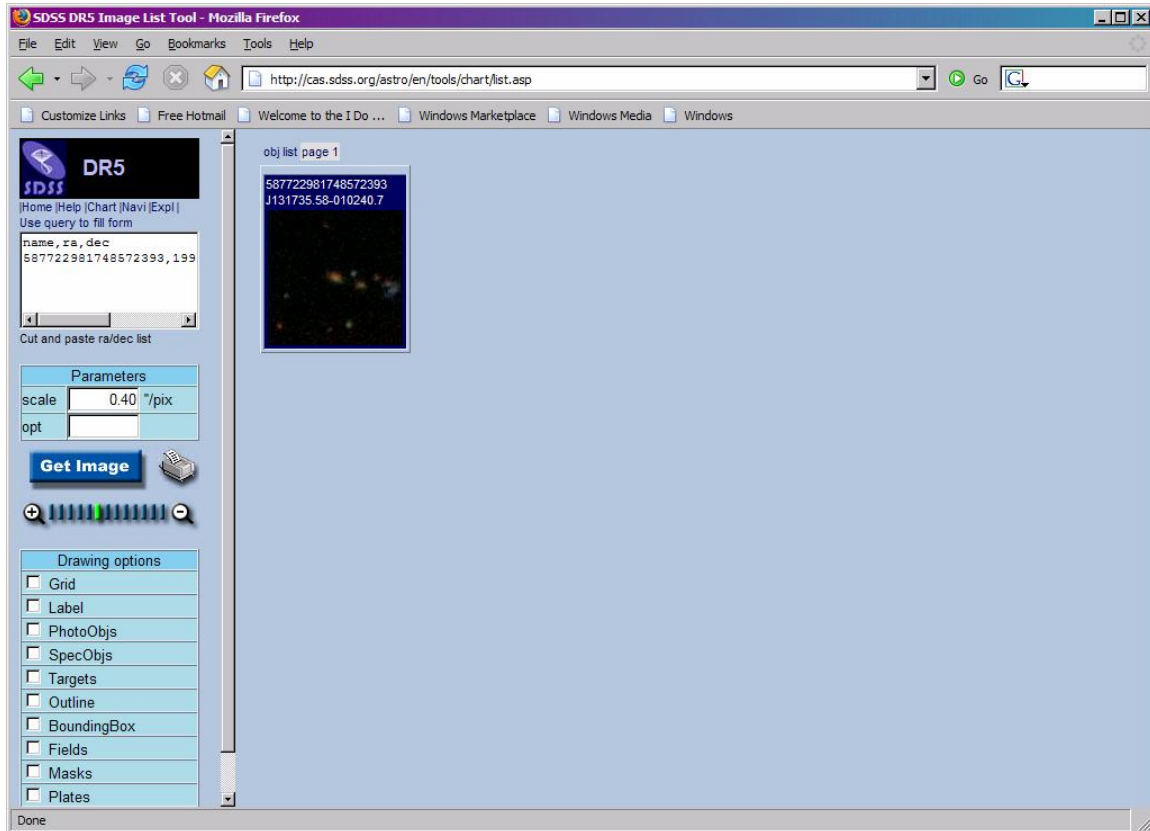 SDSS DR5 Image List Tool - Mozilla Firefox
File Edit View Go Bookmarks Tools Help
http://cas.sdss.org/astro/en/tools/chart/list.asp
Go
G
Customize Links Free Hotmail Welcome to the I Do ... Windows Marketplace Windows Media Windows
SDSS
DR5
|Home |Help |Chart |Navi |Expl |
Use query to fill form
name,ra,dec
587722981748572393,199
Cut and paste ra/dec list
Parameters
scale 0.40 "/pix
opt
Get Image
Drawing options
Grid
Label
PhotoObjs
SpecObjs
Targets
Outline
BoundingBox
Fields
Masks
Plates
obj list page 1
587722981748572393
J131735.58-010240.7
Done